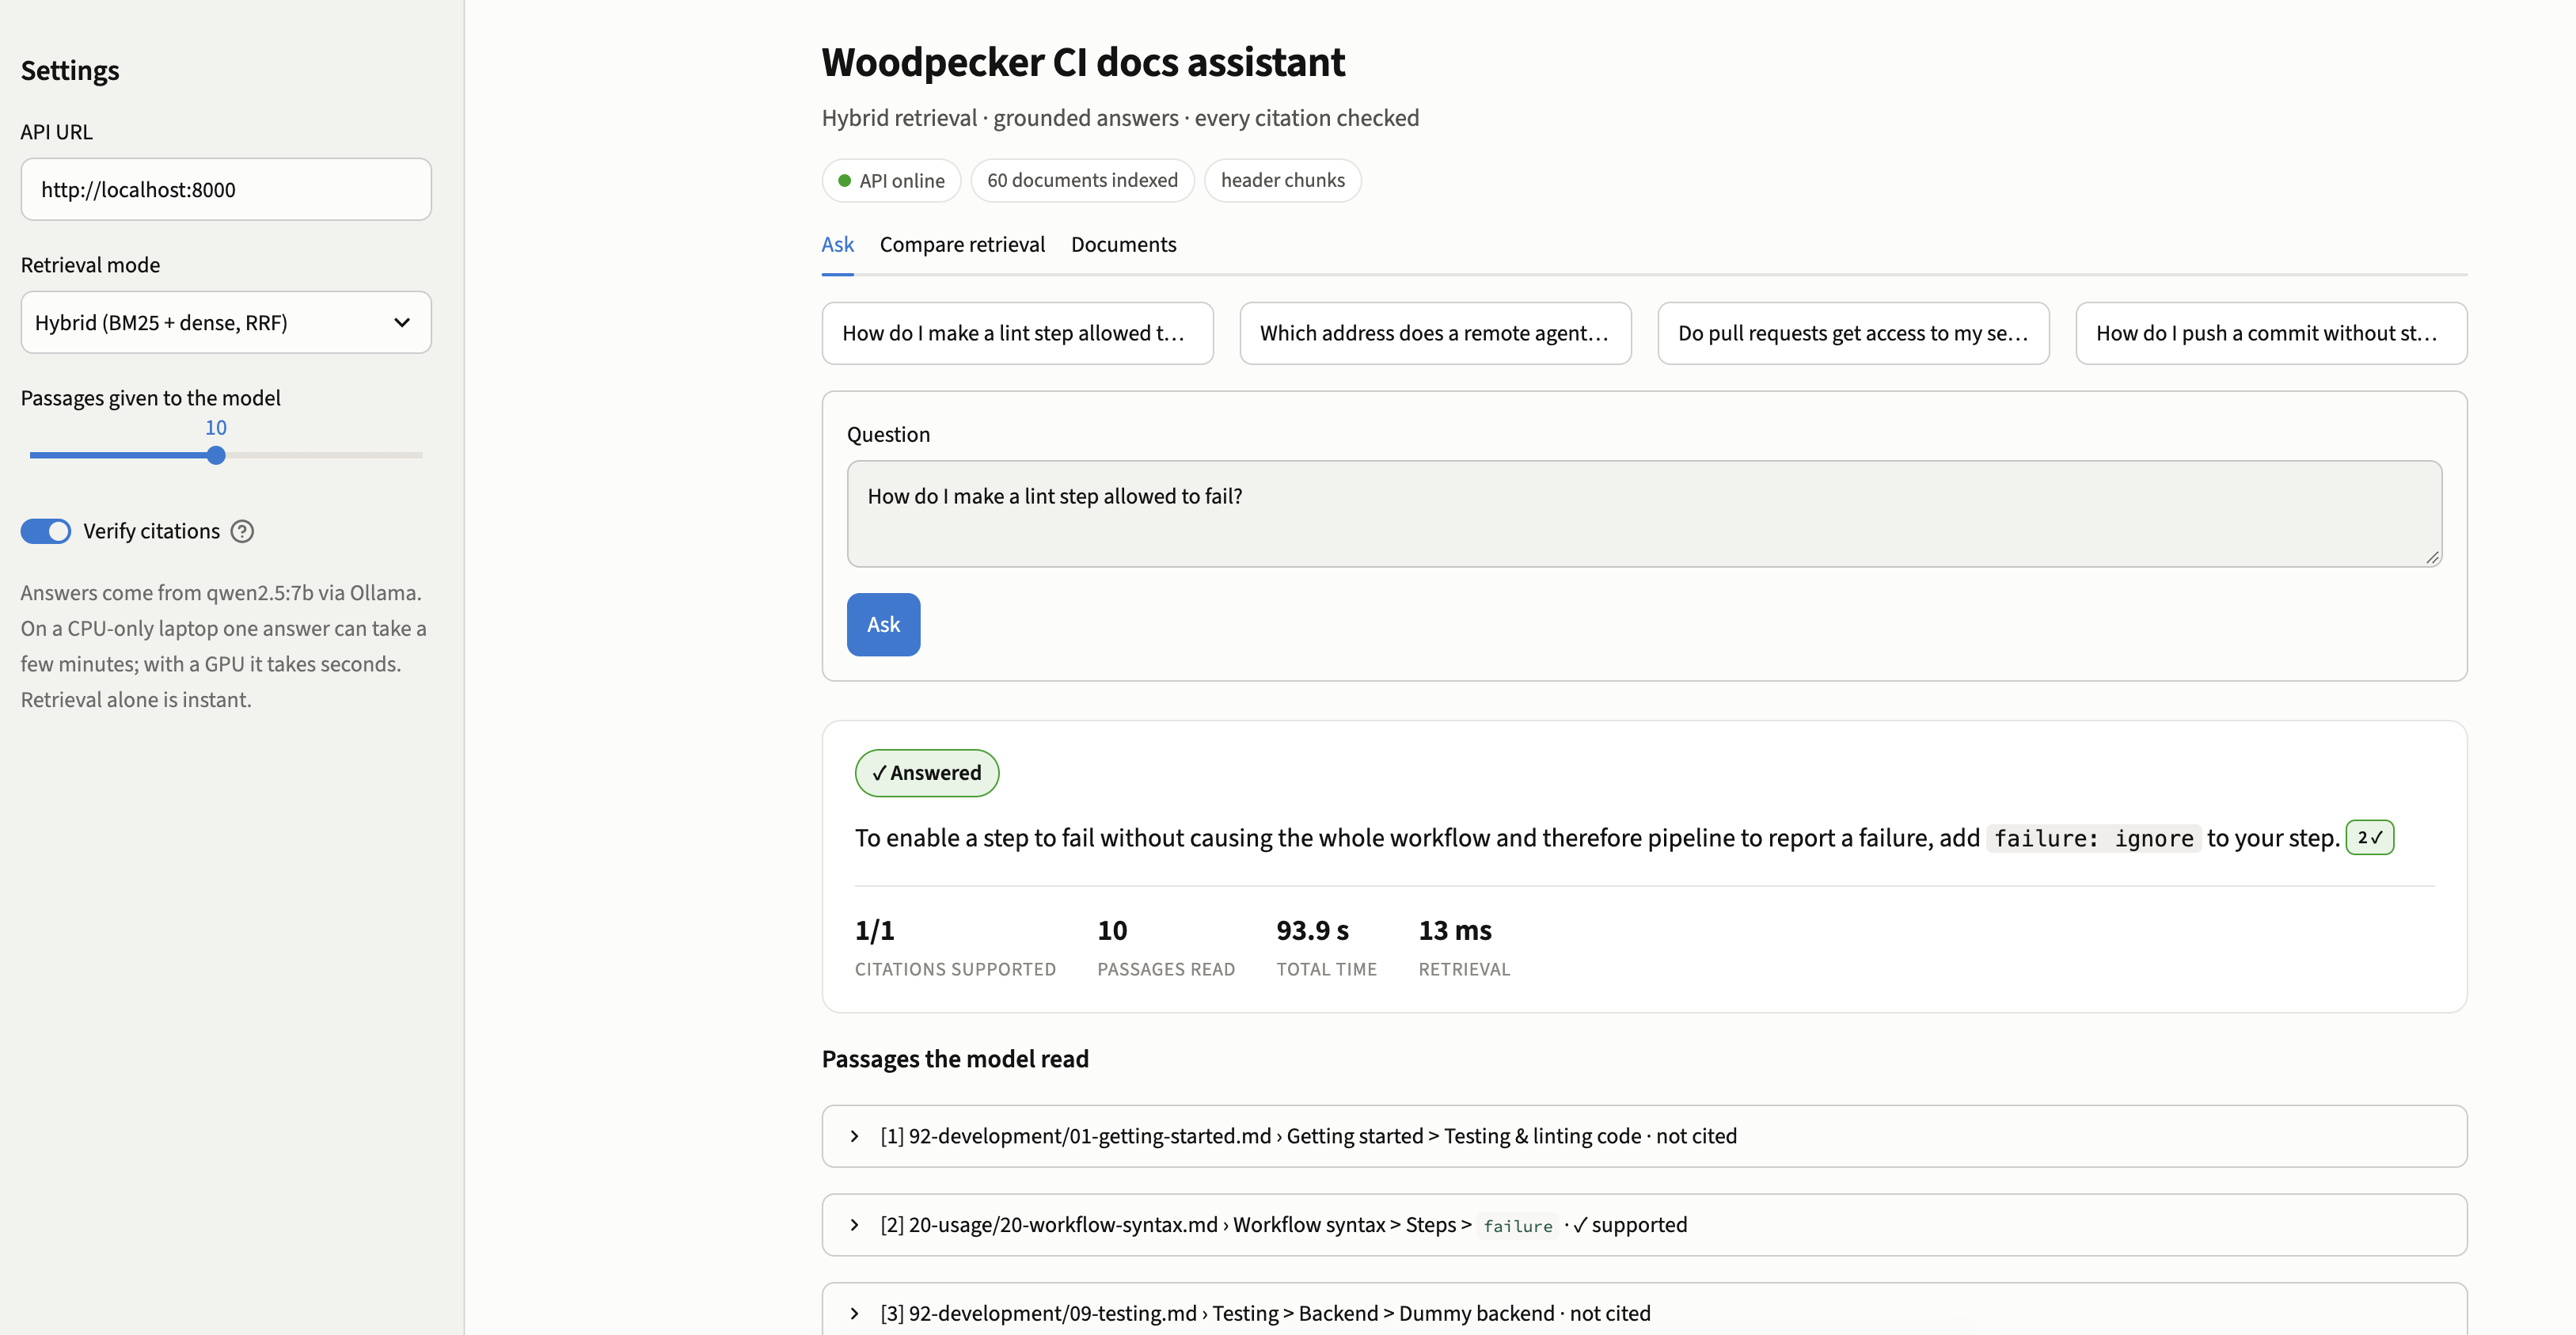 Settings
API URL
http://localhost:8000
Retrieval mode
Hybrid (BM25 + dense, RRF)
Passages given to the model
10
Verify citations ?
Answers come from qwen2.5:7b via Ollama.
On a CPU-only laptop one answer can take a
few minutes; with a GPU it takes seconds.
Retrieval alone is instant.
Woodpecker CI docs assistant
Hybrid retrieval · grounded answers · every citation checked
API online 60 documents indexed header chunks
Ask Compare retrieval Documents
How do I make a lint step allowed t… Which address does a remote agent… Do pull requests get access to my se… How do I push a commit without st…
Question
How do I make a lint step allowed to fail?
Ask
✓ Answered
To enable a step to fail without causing the whole workflow and therefore pipeline to report a failure, add failure: ignore to your step. 2✓
1/1 10 93.9 s 13 ms
CITATIONS SUPPORTED PASSAGES READ TOTAL TIME RETRIEVAL
Passages the model read
[1] 92-development/01-getting-started.md › Getting started > Testing & linting code · not cited
[2] 20-usage/20-workflow-syntax.md › Workflow syntax > Steps > failure · ✓ supported
[3] 92-development/09-testing.md › Testing > Backend > Dummy backend · not cited